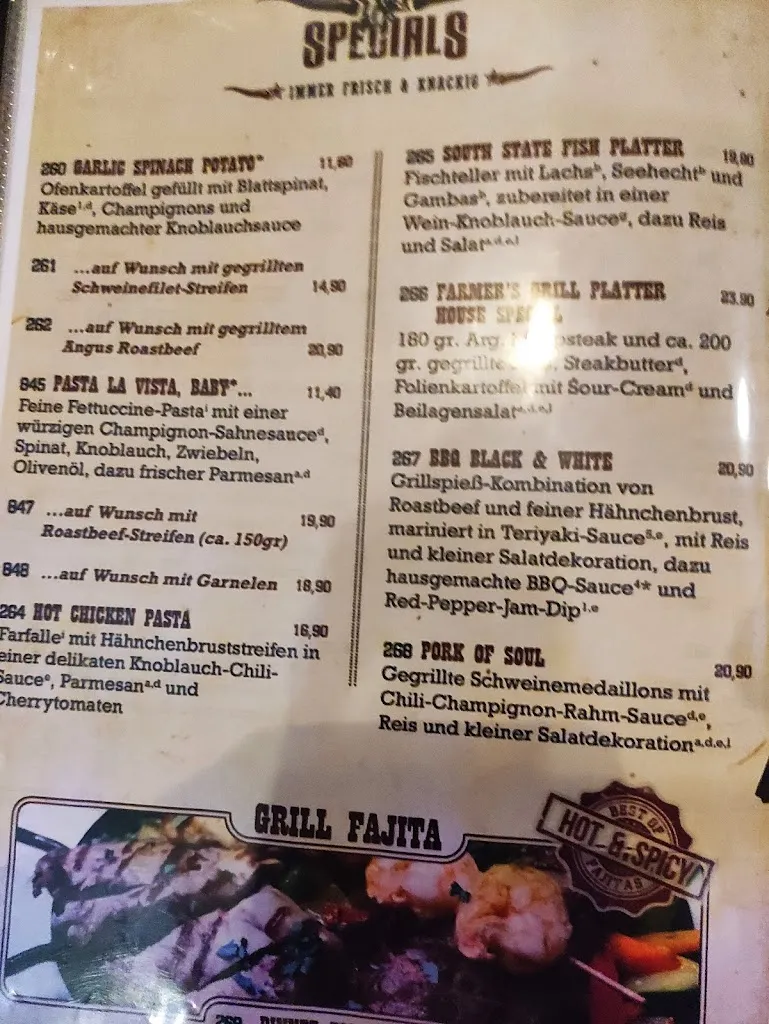 SPECIALS
IMMER FRISCH & KNACKIG
260 GARLIC SPINACH POTATO* 11,60
Ofenkartoffel gefüllt mit Blattspinat,
Käse¹·ᵈ, Champignons und
hausgemachter Knoblauchsauce
261 ...auf Wunsch mit gegrillten
Schweinefilet-Streifen 14,90
262 ...auf Wunsch mit gegrilltem
Angus Roastbeef 20,90
845 PASTA LA VISTA, BABY*... 11,40
Feine Fettuccine-Pastaⁱ mit einer
würzigen Champignon-Sahnesauceᵈ,
Spinat, Knoblauch, Zwiebeln,
Olivenöl, dazu frischer Parmesanᵃ·ᵈ
847 ...auf Wunsch mit
Roastbeef-Streifen (ca. 150gr) 19,90
848 ...auf Wunsch mit Garnelen 18,90
264 HOT CHICKEN PASTA 16,90
Farfalleⁱ mit Hähnchenbruststreifen in
einer delikaten Knoblauch-Chili-
Sauceᵉ, Parmesanᵃ·ᵈ und
Cherrytomaten
265 SOUTH STATE FISH PLATTER 19,90
Fischteller mit Lachsᵇ, Seehechtᵇ und
Gambasᵇ, zubereitet in einer
Wein-Knoblauch-Sauceᵍ, dazu Reis
und Salatᵃ·ᵈ·ᵉ·ˡ
266 FARMER'S GRILL PLATTER 23.90
HOUSE SPECIAL
180 gr. Arg. und ca. 200
gr. Steakbutterᵈ,
Folienkartoffel mit Sour-Creamᵈ und
Beilagensalatᵃ·ᵈ·ᵉ·ʲ
267 BBQ BLACK & WHITE 20,90
Grillspieß-Kombination von
Roastbeef und feiner Hähnchenbrust,
mariniert in Teriyaki-Sauce⁵·ᵉ, mit Reis
und kleiner Salatdekoration, dazu
hausgemachte BBQ-Sauce⁴* und
Red-Pepper-Jam-Dip¹·ᵉ
268 PORK OF SOUL 20,90
Gegrillte Schweinemedaillons mit
Chili-Champignon-Rahm-Sauceᵈ·ᵉ,
Reis und kleiner Salatdekorationᵃ·ᵈ·ᵉ·ˡ
GRILL FAJITA
BEST OF
HOT & SPICY
FAJITAS
269